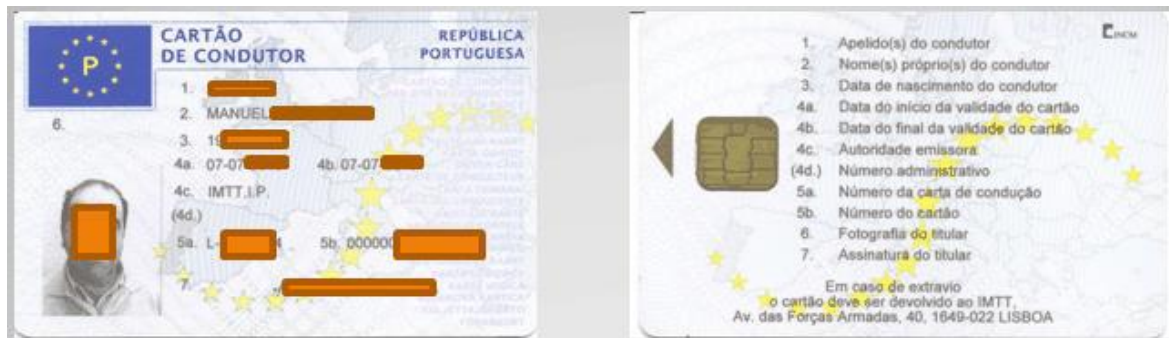 P
CARTÃO
DE CONDUTOR
REPÚBLICA
PORTUGUESA
1.
2. MANUEL
3. 19
4a. 07-07 4b. 07-07
4c. IMTT.I.P.
(4d.)
5a. L- 4 5b. 000000
6.
7.
INCM
1. Apelido(s) do condutor
2. Nome(s) próprio(s) do condutor
3. Data de nascimento do condutor
4a. Data do início da validade do cartão
4b. Data do final da validade do cartão
4c. Autoridade emissora
(4d.) Número administrativo
5a. Número da carta de condução
5b. Número do cartão
6. Fotografia do titular
7. Assinatura do titular
Em caso de extravio
o cartão deve ser devolvido ao IMTT,
Av. das Forças Armadas, 40, 1649-022 LISBOA